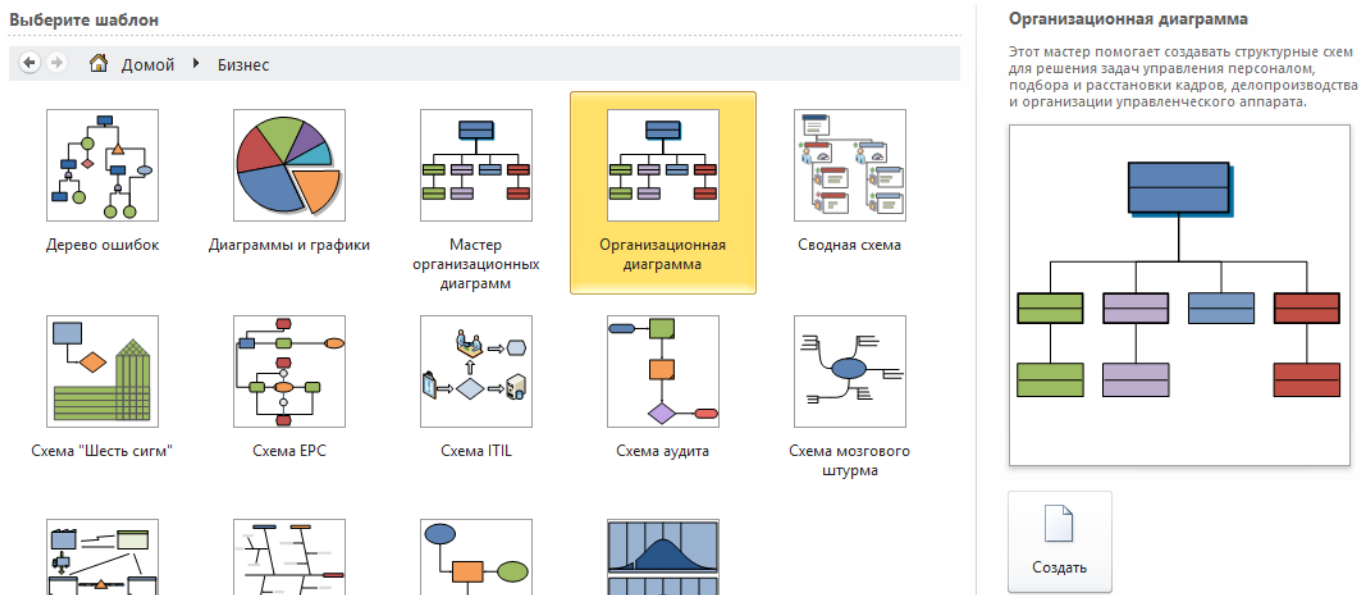 Выберите шаблон
Домой
Бизнес
Дерево ошибок
Диаграммы и графики
Мастер
организационных
диаграмм
Организационная
диаграмма
Сводная схема
Схема "Шесть сигм"
Схема EPC
Схема ITIL
Схема аудита
Схема мозгового
штурма
Организационная диаграмма
Этот мастер помогает создавать структурные схем
для решения задач управления персоналом,
подбора и расстановки кадров, делопроизводства
и организации управленческого аппарата.
Создать